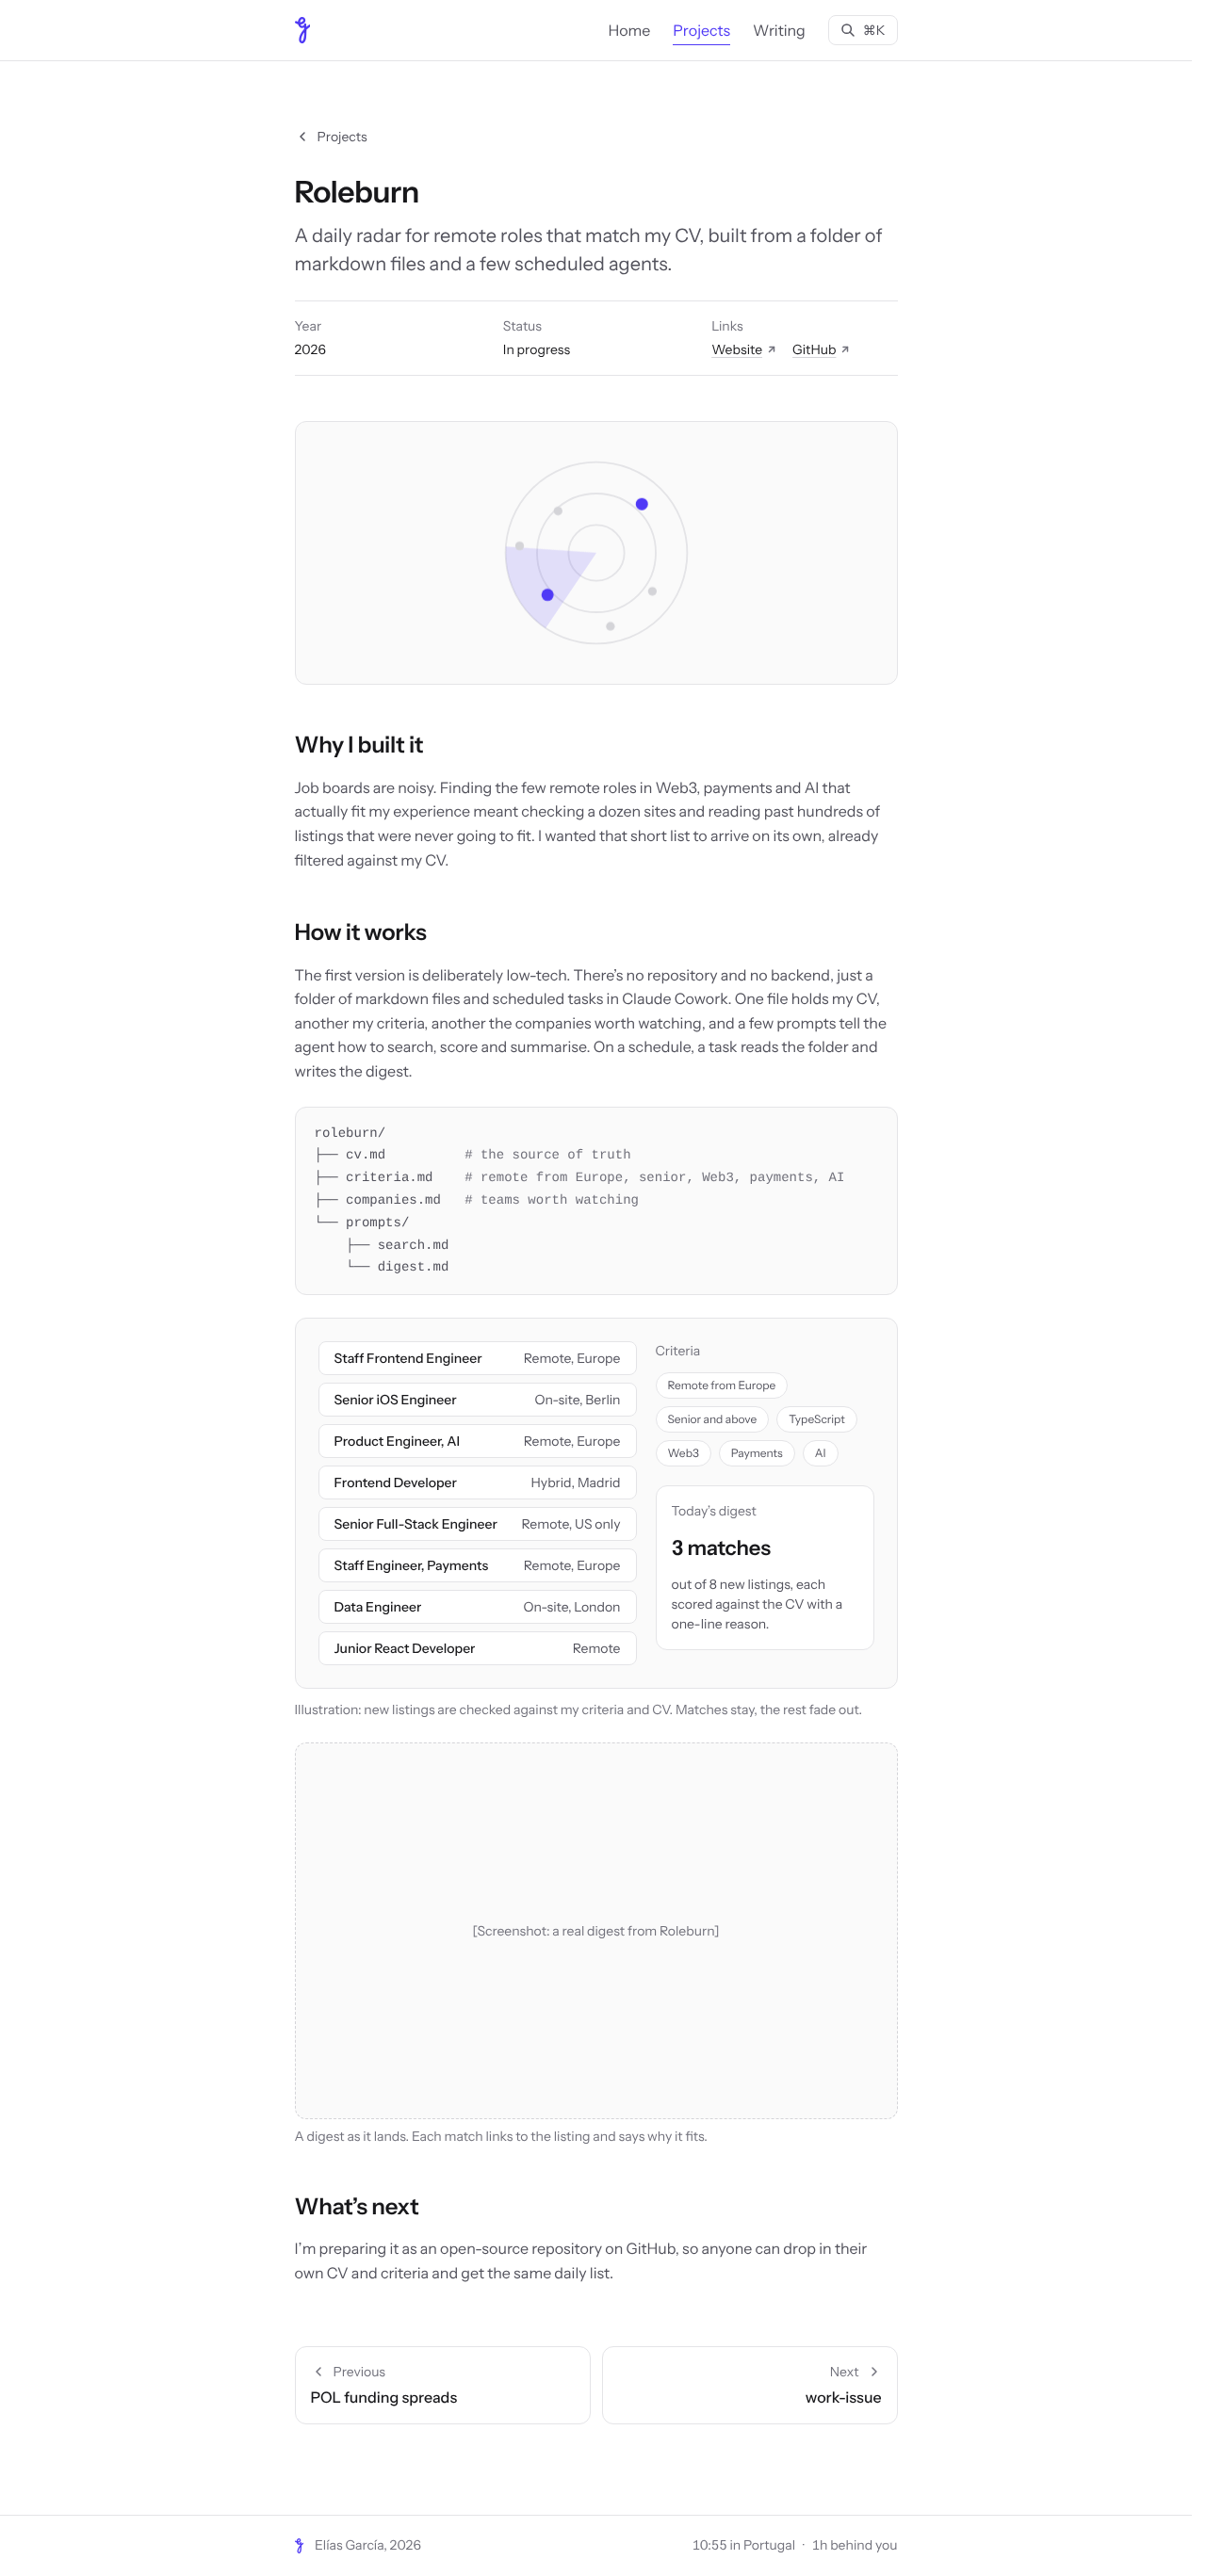 Home
Projects
Writing
⌘K
Projects
Roleburn
A daily radar for remote roles that match my CV, built from a folder of
markdown files and a few scheduled agents.
Year
2026
Status
In progress
Links
Website ↗ GitHub ↗
Why I built it
Job boards are noisy. Finding the few remote roles in Web3, payments and AI that
actually fit my experience meant checking a dozen sites and reading past hundreds of
listings that were never going to fit. I wanted that short list to arrive on its own, already
filtered against my CV.
How it works
The first version is deliberately low-tech. There’s no repository and no backend, just a
folder of markdown files and scheduled tasks in Claude Cowork. One file holds my CV,
another my criteria, another the companies worth watching, and a few prompts tell the
agent how to search, score and summarise. On a schedule, a task reads the folder and
writes the digest.
roleburn/
├── cv.md          # the source of truth
├── criteria.md    # remote from Europe, senior, Web3, payments, AI
├── companies.md   # teams worth watching
└── prompts/
    ├── search.md
    └── digest.md
Staff Frontend Engineer Remote, Europe
Senior iOS Engineer On-site, Berlin
Product Engineer, AI Remote, Europe
Frontend Developer Hybrid, Madrid
Senior Full-Stack Engineer Remote, US only
Staff Engineer, Payments Remote, Europe
Data Engineer On-site, London
Junior React Developer Remote
Criteria
Remote from Europe
Senior and above TypeScript
Web3 Payments AI
Today’s digest
3 matches
out of 8 new listings, each
scored against the CV with a
one-line reason.
Illustration: new listings are checked against my criteria and CV. Matches stay, the rest fade out.
[Screenshot: a real digest from Roleburn]
A digest as it lands. Each match links to the listing and says why it fits.
What’s next
I’m preparing it as an open-source repository on GitHub, so anyone can drop in their
own CV and criteria and get the same daily list.
Previous
POL funding spreads
Next
work-issue
Elías García, 2026
10:55 in Portugal · 1h behind you